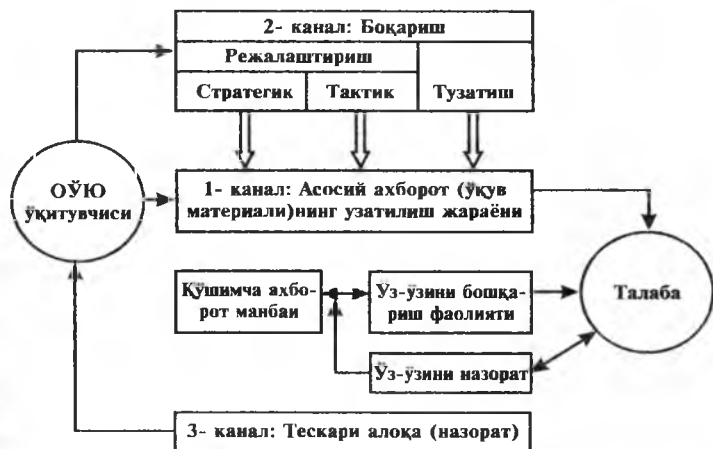 2- канал: Боқариш
Режалаштириш
Стратегик
Тактик
Тузатиш
ОЎЮ
ўқитувчиси
1- канал: Асосий ахборот (ўқув
материали)нинг узатилиш жараёни
Қўшимча ахбо-
рот манбаи
Ўз-ўзини бошқа-
риш фаолияти
Талаба
Ўз-ўзини назорат
3- канал: Тескари алоқа (назорат)